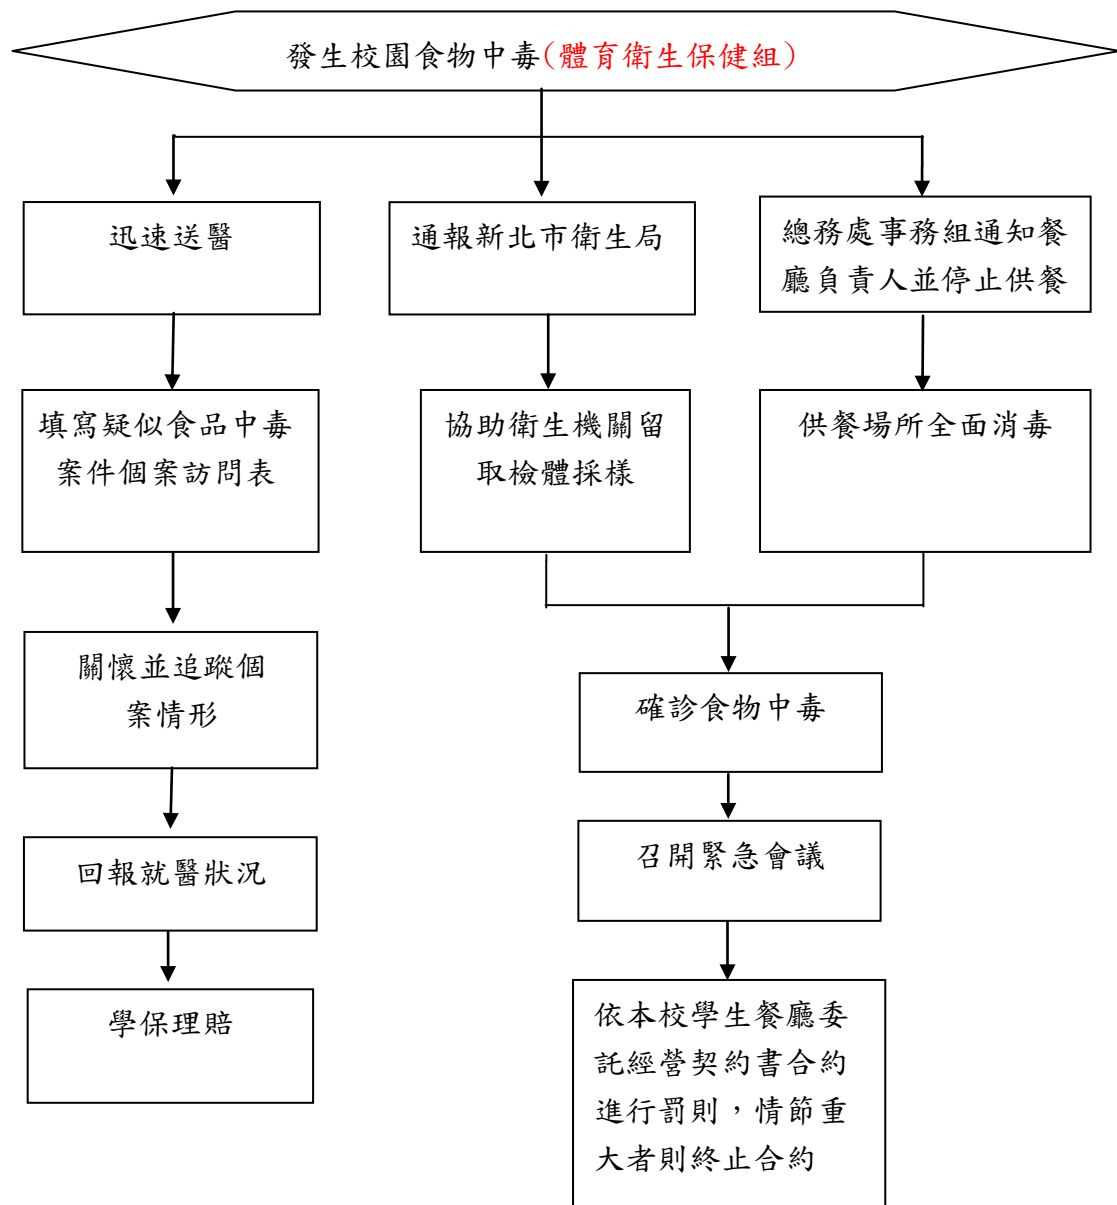 發生校園食物中毒(體育衛生保健組)
迅速送醫
通報新北市衛生局
總務處事務組通知餐
廳負責人並停止供餐
填寫疑似食品中毒
案件個案訪問表
協助衛生機關留
取檢體採樣
供餐場所全面消毒
關懷並追蹤個
案情形
確診食物中毒
回報就醫狀況
召開緊急會議
學保理賠
依本校學生餐廳委
託經營契約書合約
進行罰則，情節重
大者則終止合約